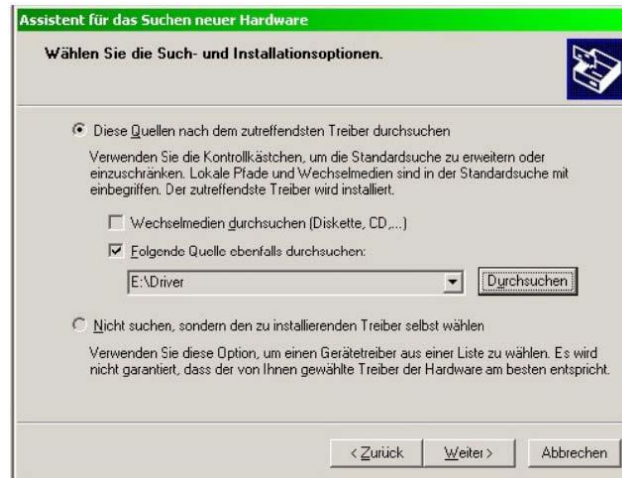 Assistent für das Suchen neuer Hardware
Wählen Sie die Such- und Installationsoptionen.
Diese Quellen nach dem zutreffendsten Treiber durchsuchen
Verwenden Sie die Kontrollkästchen, um die Standardsuche zu erweitern oder
einzuschränken. Lokale Pfade und Wechselmedien sind in der Standardsuche mit
einbegriffen. Der zutreffendste Treiber wird installiert.
Wechselmedien durchsuchen (Diskette, CD,...)
Folgende Quelle ebenfalls durchsuchen:
E:\Driver Durchsuchen
Nicht suchen, sondern den zu installierenden Treiber selbst wählen
Verwenden Sie diese Option, um einen Gerätetreiber aus einer Liste zu wählen. Es wird
nicht garantiert, dass der von Ihnen gewählte Treiber der Hardware am besten entspricht.
< Zurück Weiter > Abbrechen